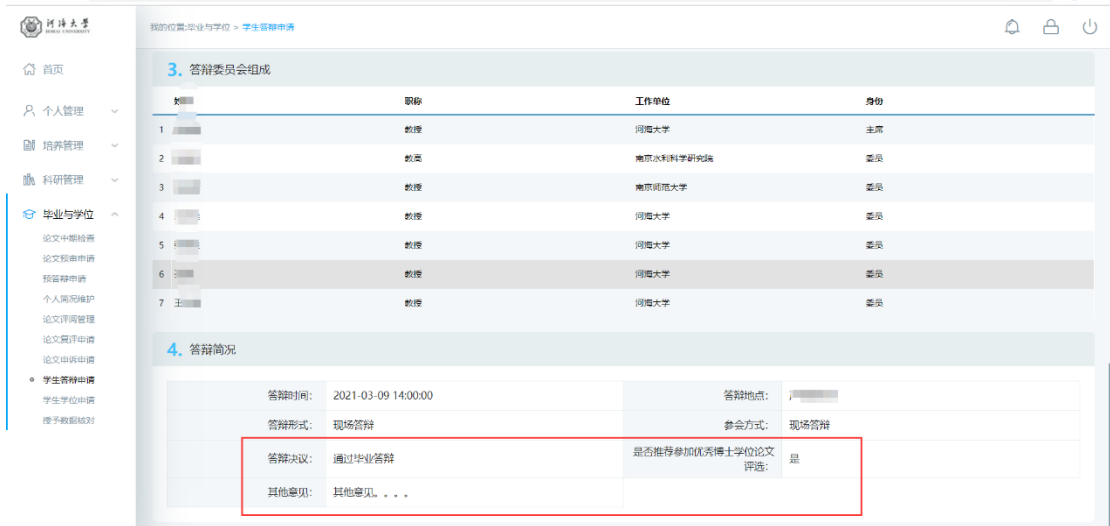 河海大学
HOHAI UNIVERSITY
我的位置:毕业与学位 > 学生答辩申请
首页
个人管理
培养管理
科研管理
毕业与学位
论文中期检查
论文预审申请
预答辩申请
个人简况维护
论文评阅管理
论文复评申请
论文申诉申请
学生答辩申请
学生学位申请
授予数据核对
3. 答辩委员会组成
职称 工作单位 身份
1 教授 河海大学 主席
2 教高 南京水利科学研究院 委员
3 教授 南京师范大学 委员
4 教授 河海大学 委员
5 教授 河海大学 委员
6 教授 河海大学 委员
7 王 教授 河海大学 委员
4. 答辩简况
答辩时间: 2021-03-09 14:00:00 答辩地点:
答辩形式: 现场答辩 参会方式: 现场答辩
答辩决议: 通过毕业答辩 是否推荐参加优秀博士学位论文
评选: 是
其他意见: 其他意见。。。。